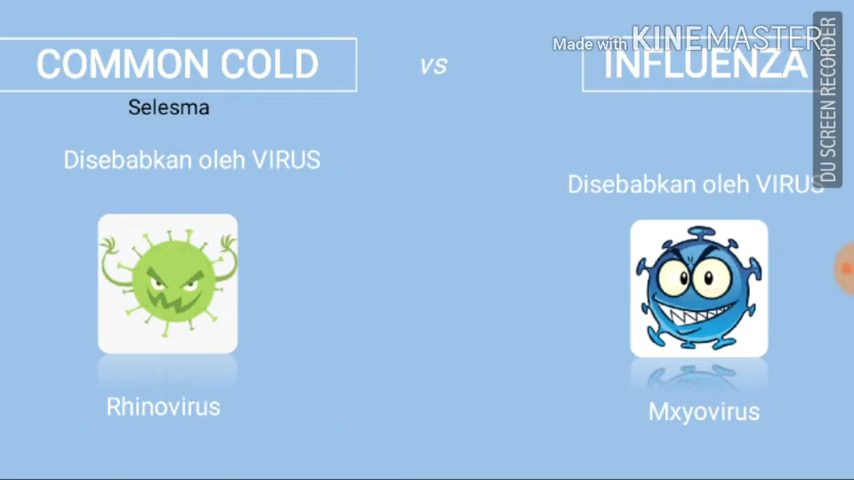 COMMON COLD
Selesma
vs
Made with KINEMASTER
INFLUENZA
Disebabkan oleh VIRUS
Disebabkan oleh VIRUS
Rhinovirus
Mxyovirus
DU SCREEN RECORDER